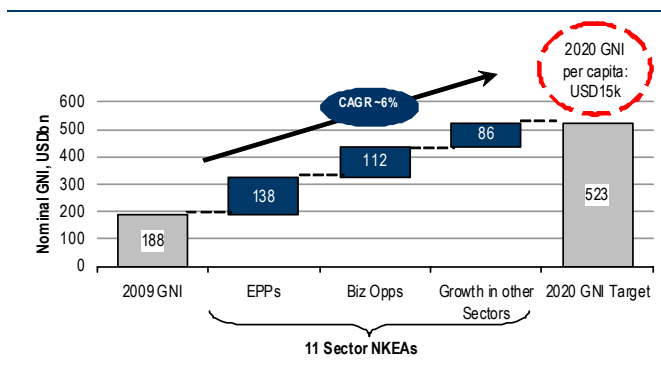 2020 GNI
per capita:
USD15k
CAGR ~6%
Nominal GNI, USDbn
600
500
400
300
200
100
0
188
138
112
86
523
2009 GNI
EPPs
Biz Opps
Growth in other
Sectors
2020 GNI Target
11 Sector NKEAs